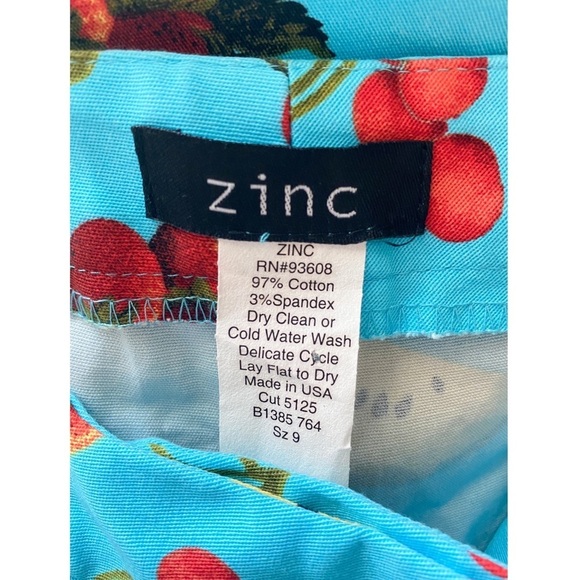 zinc
ZINC
RN#93608
97% Cotton
3%Spandex
Dry Clean or
Cold Water Wash
Delicate Cycle
Lay Flat to Dry
Made in USA
Cut 5125
B1385 764
Sz 9